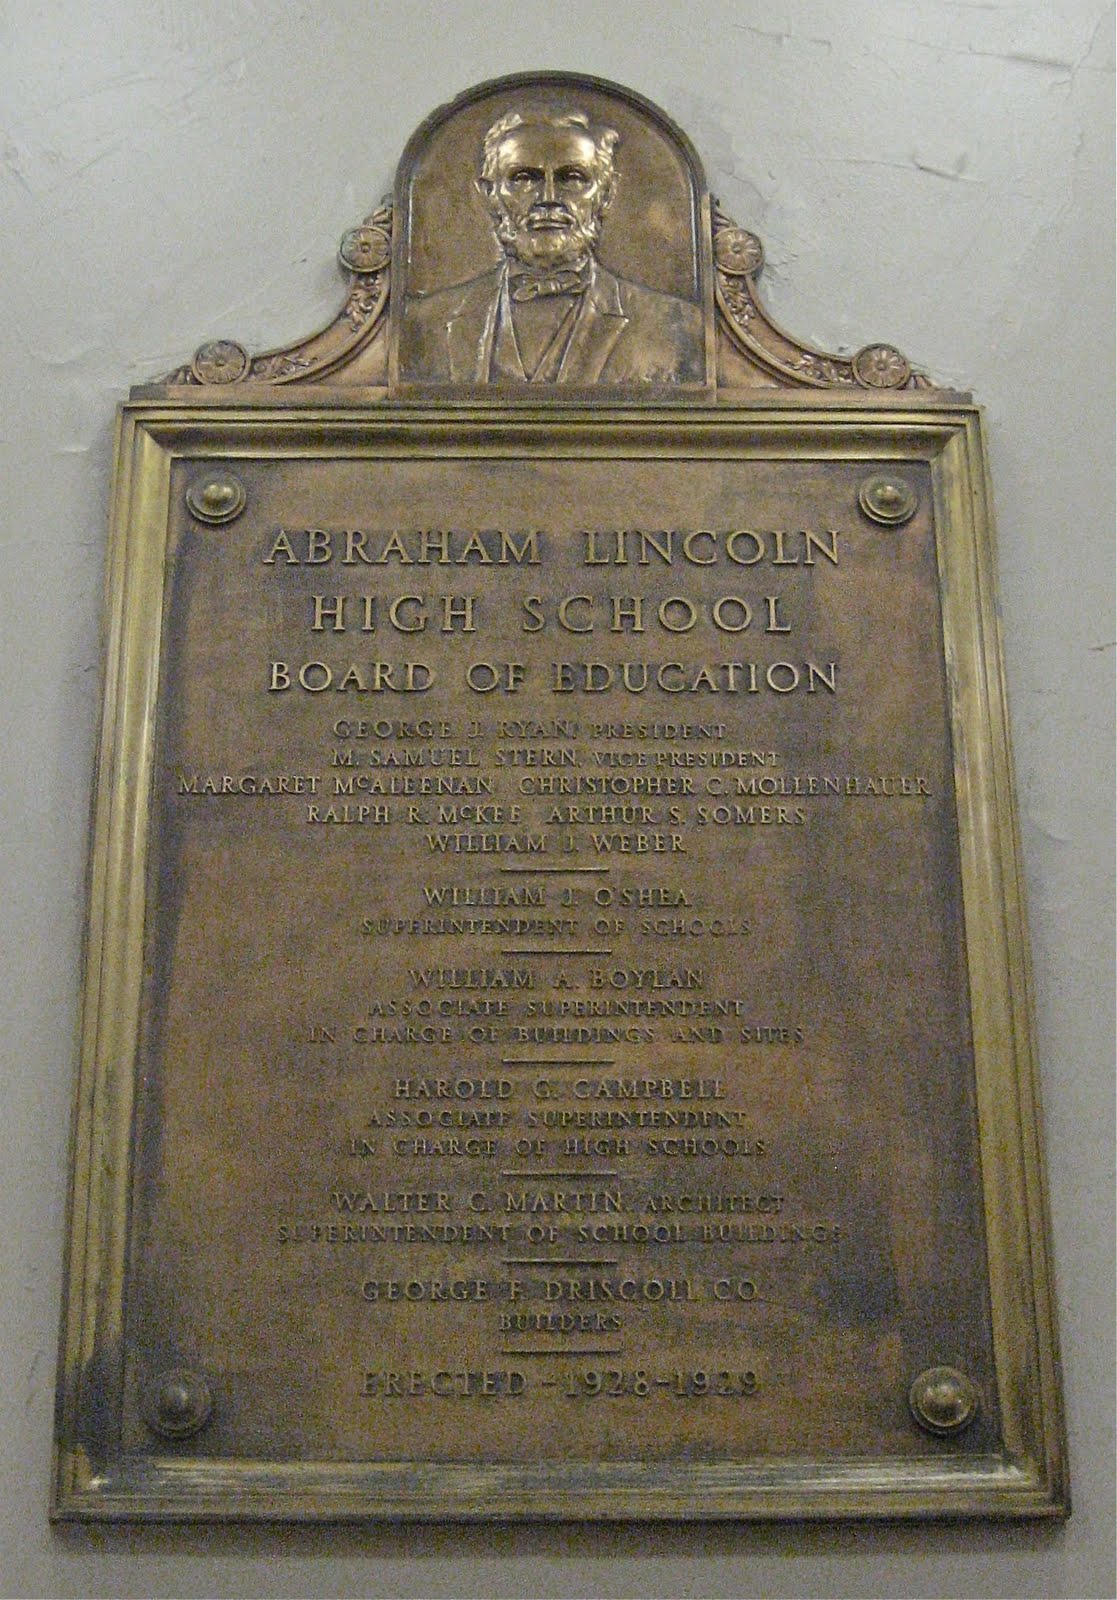 ABRAHAM LINCOLN
HIGH SCHOOL
BOARD OF EDUCATION
GEORGE J. RYAN, PRESIDENT
M. SAMUEL STERN, VICE PRESIDENT
MARGARET McALEENAN CHRISTOPHER C. MOLLENHAUER
RALPH R. McKEE ARTHUR S. SOMERS
WILLIAM J. WEBER
WILLIAM J. O'SHEA
SUPERINTENDENT OF SCHOOLS
WILLIAM A. BOYLAN
ASSOCIATE SUPERINTENDENT
IN CHARGE OF BUILDINGS AND SITES
HAROLD G. CAMPBELL
ASSOCIATE SUPERINTENDENT
IN CHARGE OF HIGH SCHOOLS
WALTER C. MARTIN, ARCHITECT
SUPERINTENDENT OF SCHOOL BUILDINGS
GEORGE F. DRISCOLL CO.
BUILDERS
ERECTED - 1928-1929